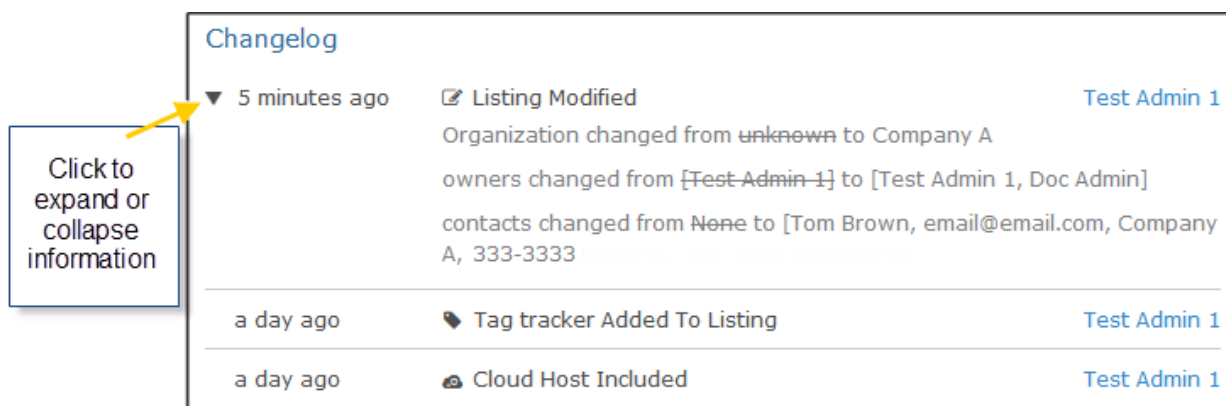 Changelog
5 minutes ago Listing Modified Test Admin 1
Organization changed from unknown to Company A
owners changed from [Test Admin 1] to [Test Admin 1, Doc Admin]
contacts changed from None to [Tom Brown, email@email.com, Company
A, 333-3333
Click to
expand or
collapse
information
a day ago Tag tracker Added To Listing Test Admin 1
a day ago Cloud Host Included Test Admin 1